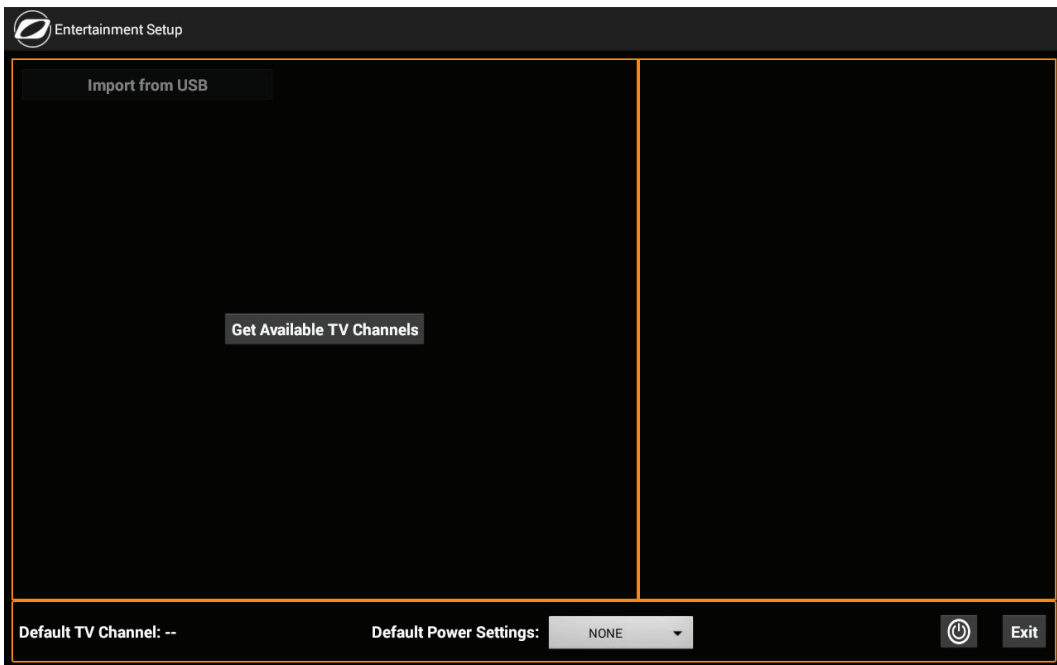 Entertainment Setup
Import from USB
Get Available TV Channels
Default TV Channel: --
Default Power Settings:
NONE
Exit